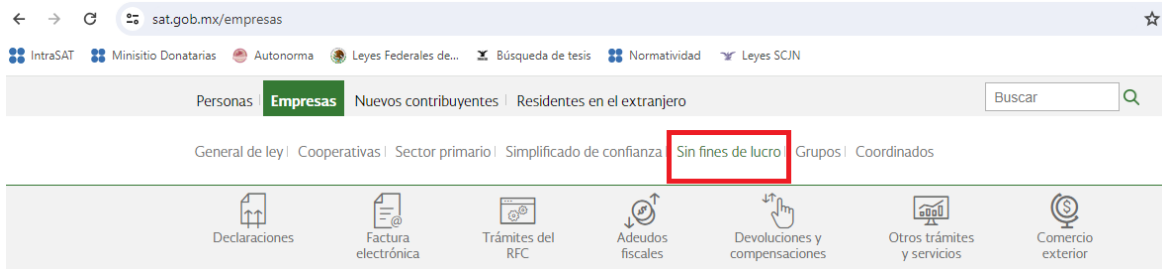 sat.gob.mx/empresas
IntraSAT Minisitio Donatarias Autonorma Leyes Federales de... Búsqueda de tesis Normatividad Leyes SCJN
Personas | Empresas Nuevos contribuyentes | Residentes en el extranjero Buscar
General de ley | Cooperativas | Sector primario | Simplificado de confianza | Sin fines de lucro | Grupos | Coordinados
Declaraciones Factura Trámites del Adeudos Devoluciones y Otros trámites Comercio
electrónica RFC fiscales compensaciones y servicios exterior